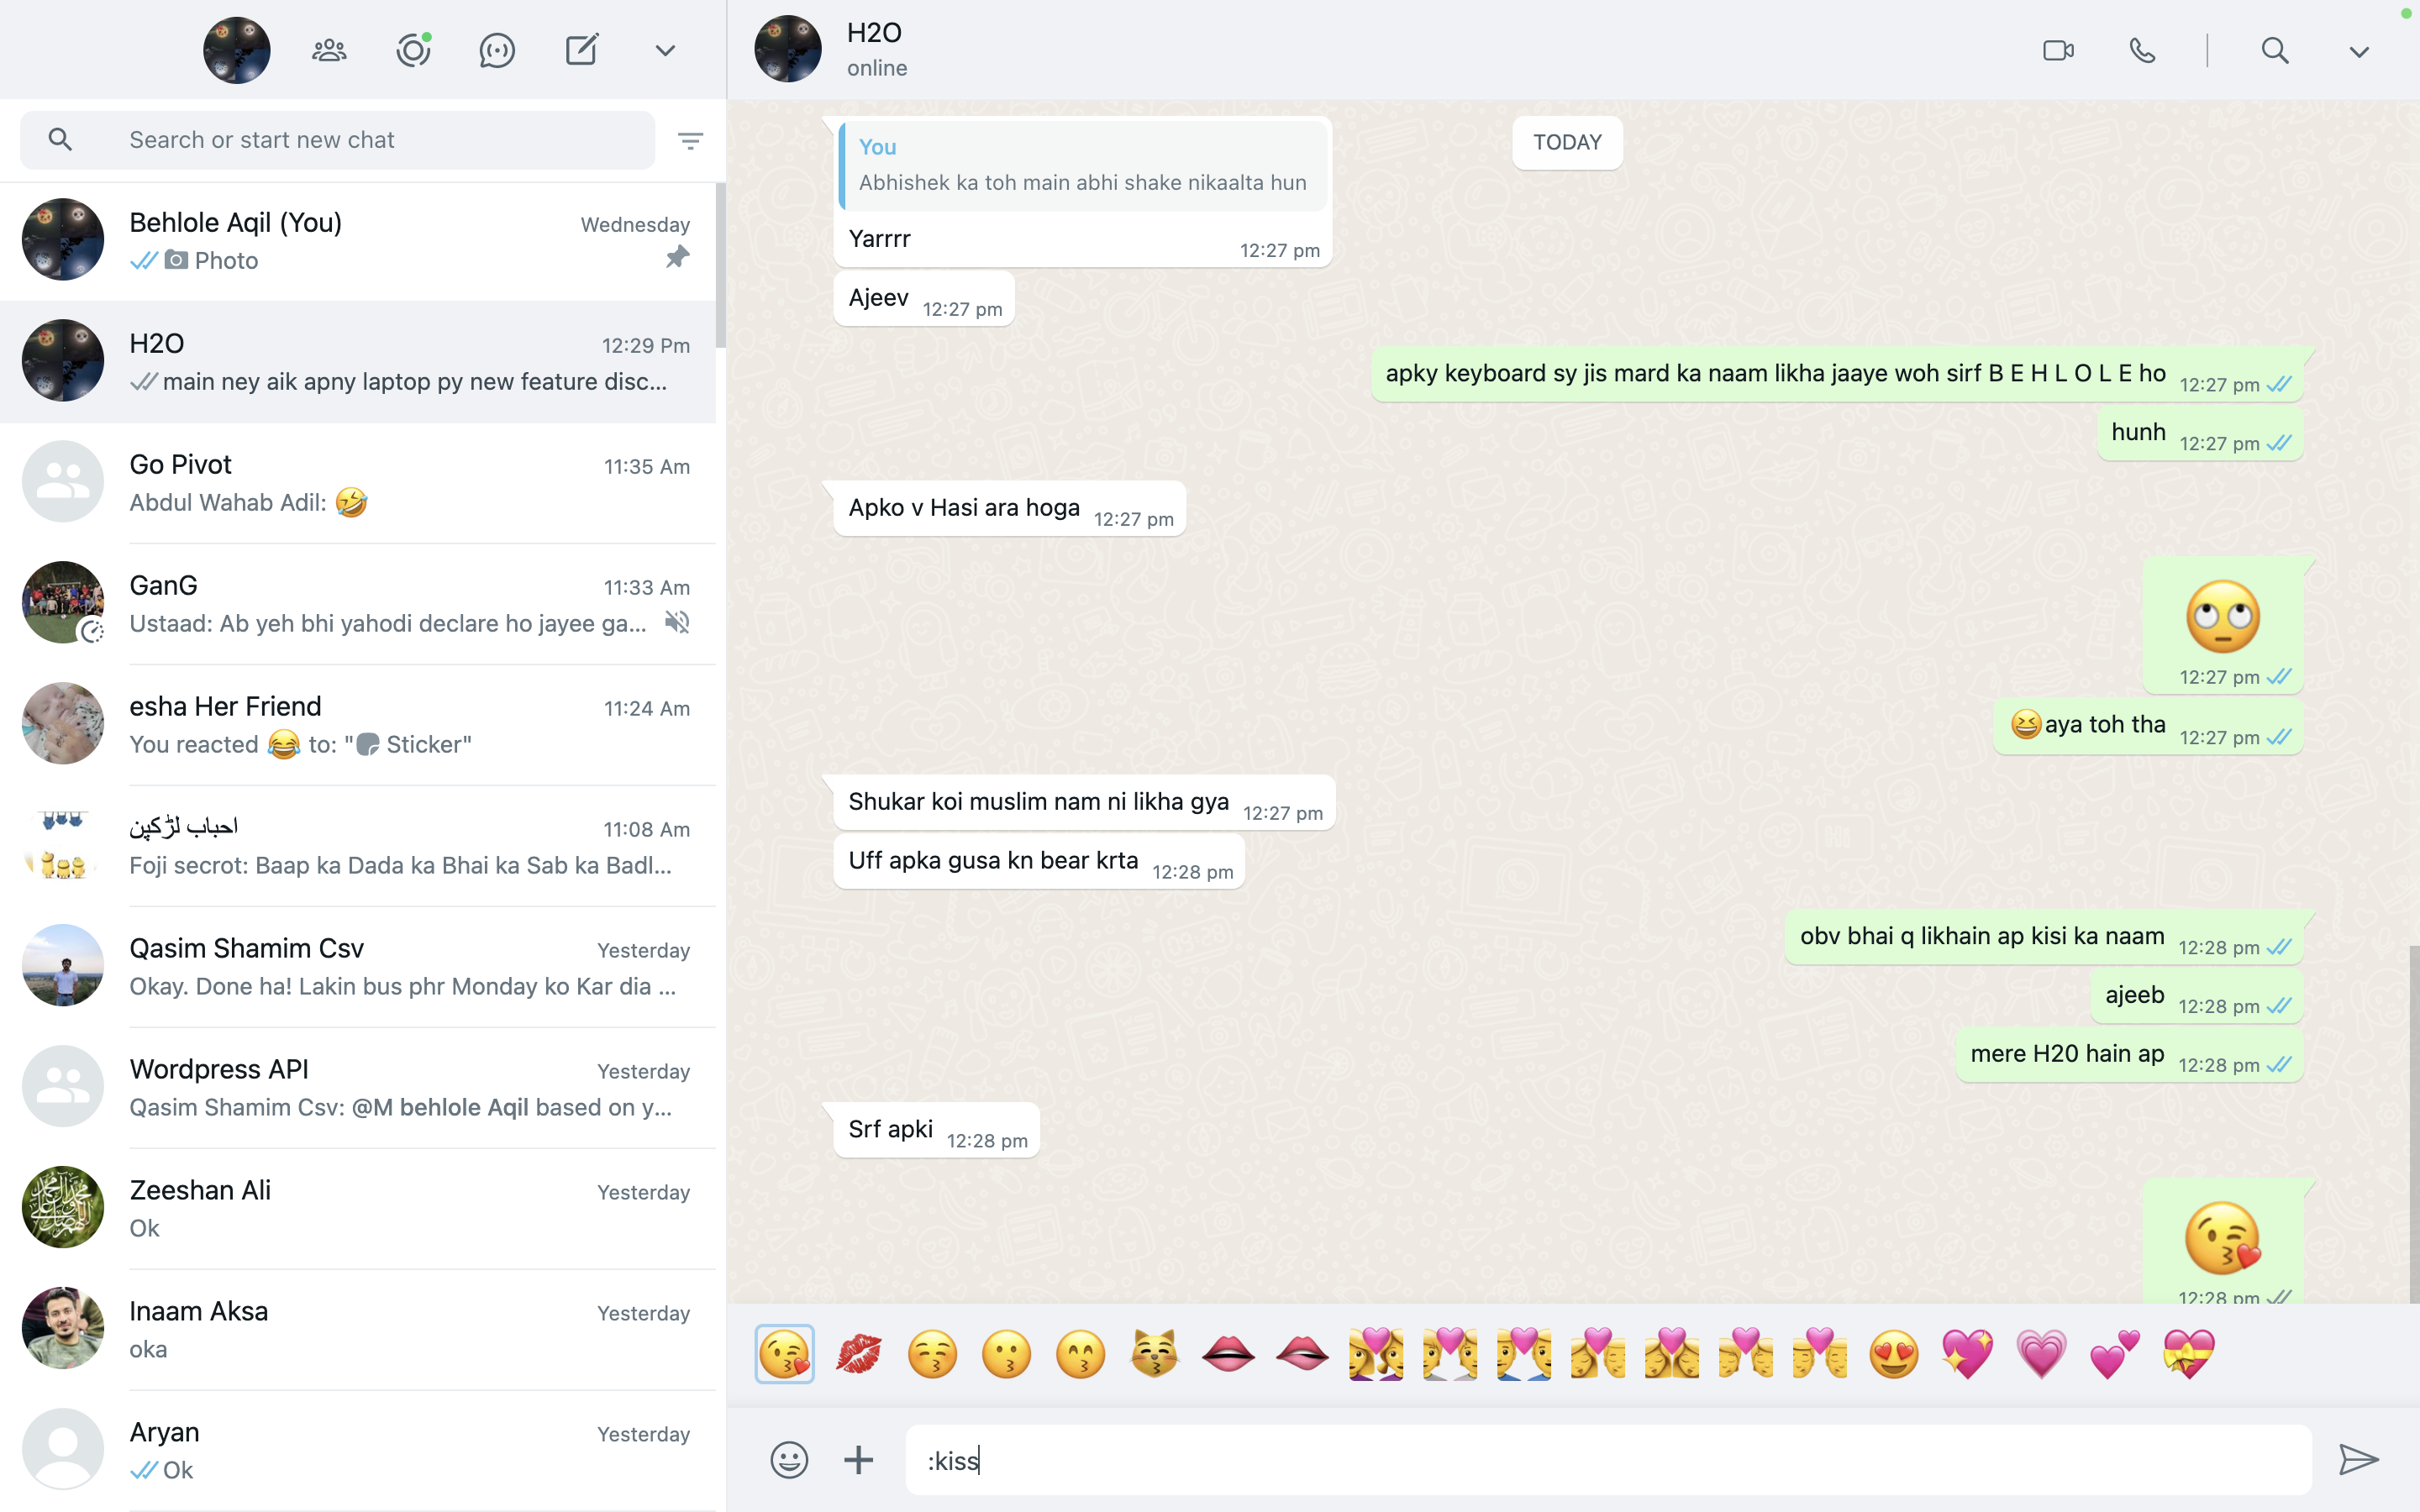 Search or start new chat
Behlole Aqil (You)
Wednesday
Photo
H2O
12:29 Pm
main ney aik apny laptop py new feature disc...
Go Pivot
11:35 Am
Abdul Wahab Adil: 🤣
GanG
11:33 Am
Ustaad: Ab yeh bhi yahodi declare ho jayee ga...
esha Her Friend
11:24 Am
You reacted 😂 to: " Sticker"
احباب لڑکپن
11:08 Am
Foji secrot: Baap ka Dada ka Bhai ka Sab ka Badl...
Qasim Shamim Csv
Yesterday
Okay. Done ha! Lakin bus phr Monday ko Kar dia ...
Wordpress API
Yesterday
Qasim Shamim Csv: @M behlole Aqil based on y...
Zeeshan Ali
Yesterday
Ok
Inaam Aksa
Yesterday
oka
Aryan
Yesterday
Ok
H2O
online
TODAY
You
Abhishek ka toh main abhi shake nikaalta hun
Yarrrr
12:27 pm
Ajeev 12:27 pm
apky keyboard sy jis mard ka naam likha jaaye woh sirf B E H L O L E ho 12:27 pm
hunh 12:27 pm
Apko v Hasi ara hoga 12:27 pm
🙄
12:27 pm
😆aya toh tha 12:27 pm
Shukar koi muslim nam ni likha gya 12:27 pm
Uff apka gusa kn bear krta 12:28 pm
obv bhai q likhain ap kisi ka naam 12:28 pm
ajeeb 12:28 pm
mere H20 hain ap 12:28 pm
Srf apki 12:28 pm
😘
12:28 pm
:kiss